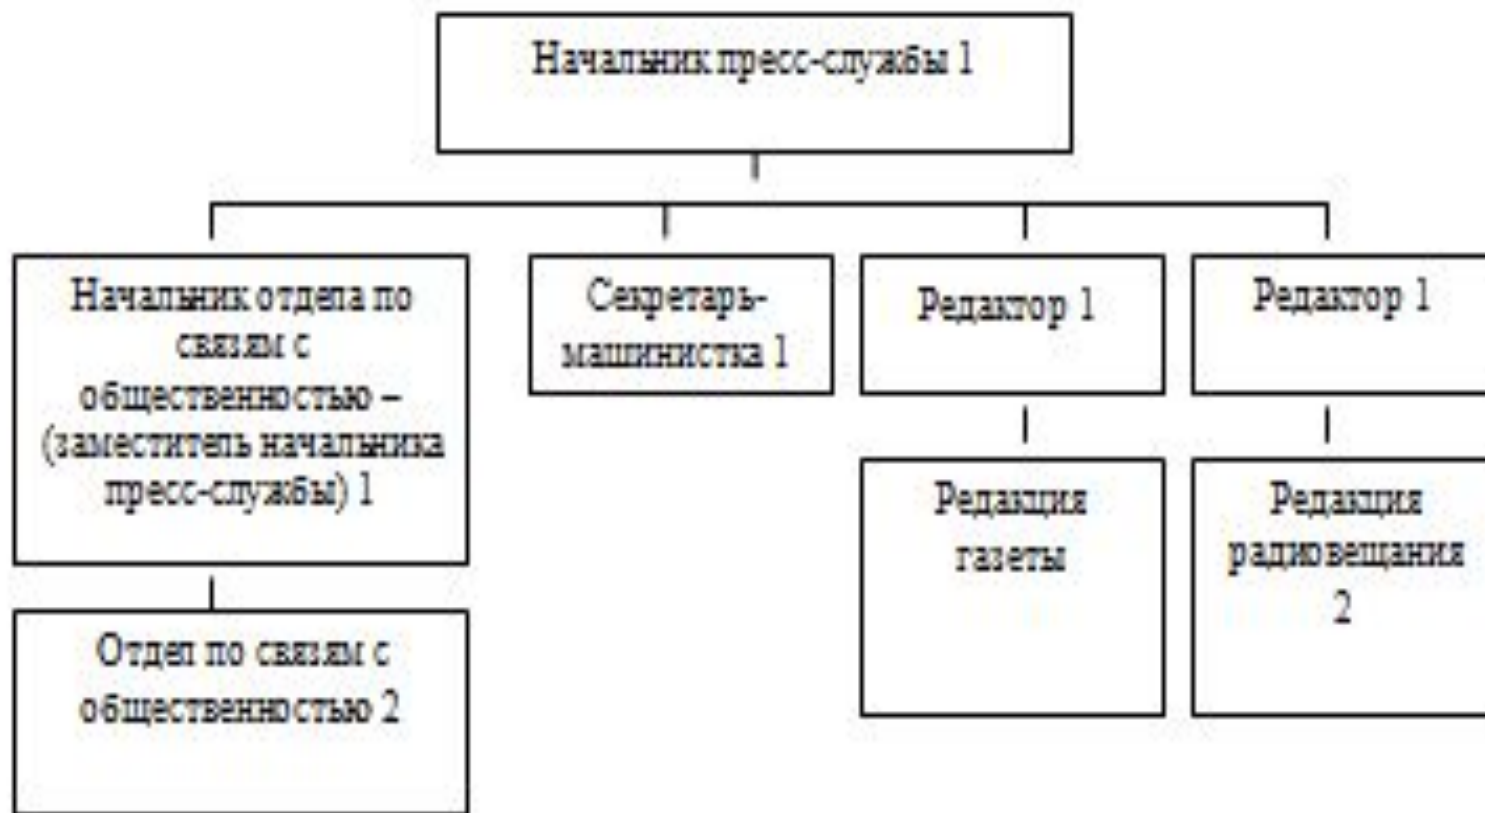 Начальник пресс-службы 1
Начальник отдела по
связям с
общественностью –
(заместитель начальника
пресс-службы) 1
Секретарь-
машинистка 1
Редактор 1
Редактор 1
Отдел по связям с
общественностью 2
Редакция
газеты
Редакция
радиовещания
2